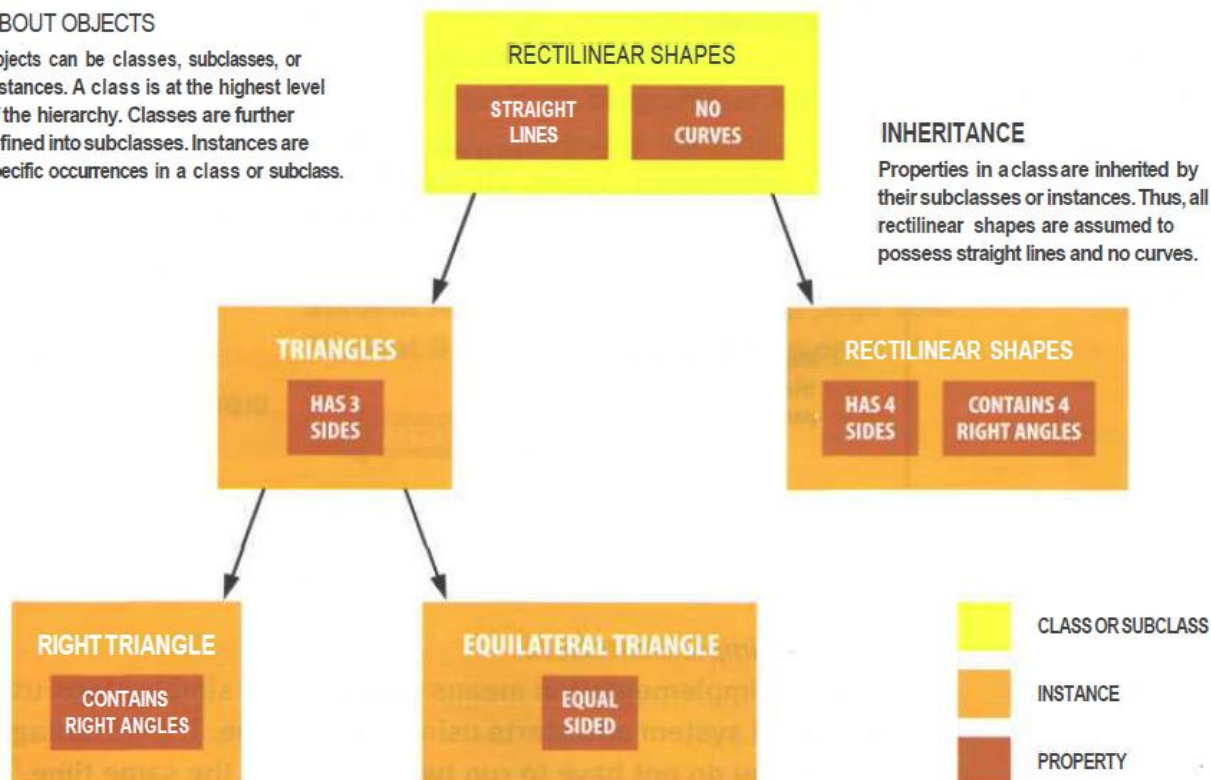 BOUT OBJECTS
bjects can be classes, subclasses, or
stances. A class is at the highest level
f the hierarchy. Classes are further
fined into subclasses. Instances are
pecific occurrences in a class or subclass.
RECTILINEAR SHAPES
STRAIGHT
LINES
NO
CURVES
INHERITANCE
Properties in a class are inherited by
their subclasses or instances. Thus, all
rectilinear shapes are assumed to
possess straight lines and no curves.
TRIANGLES
HAS 3
SIDES
RECTILINEAR SHAPES
HAS 4
SIDES
CONTAINS 4
RIGHT ANGLES
RIGHT TRIANGLE
CONTAINS
RIGHT ANGLES
EQUILATERAL TRIANGLE
EQUAL
SIDED
CLASS OR SUBCLASS
INSTANCE
PROPERTY